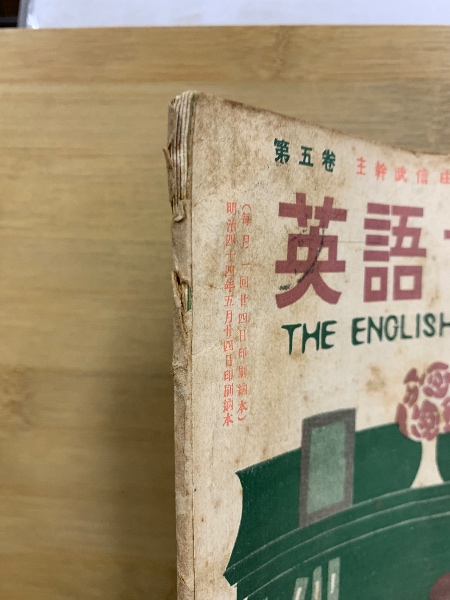 第五卷 主幹武信由
英語
THE ENGLISH
(毎月一回廿四日印刷納本)
明治四十四年五月廿四日印刷納本